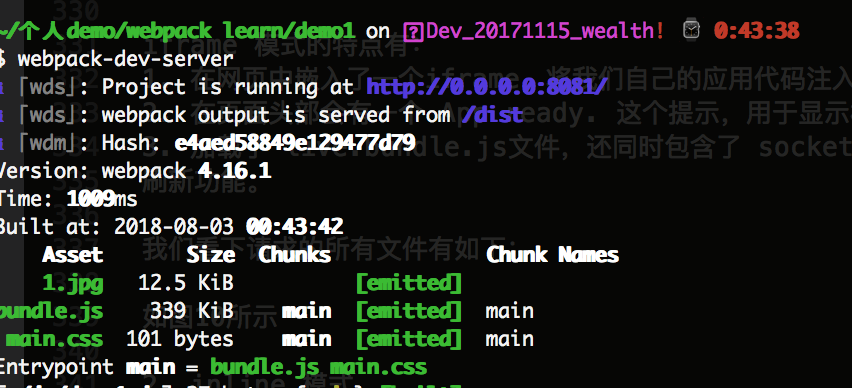 ~/个人demo/webpack learn/demo1 on Dev_20171115_wealth! 0:43:38
$ webpack-dev-server
「wds」: Project is running at http://0.0.0.0:8081/
「wds」: webpack output is served from /dist
「wdm」: Hash: e4aed58849e129477d79
Version: webpack 4.16.1
Time: 1009ms
Built at: 2018-08-03 00:43:42
Asset Size Chunks Chunk Names
1.jpg 12.5 KiB [emitted]
bundle.js 339 KiB main [emitted] main
main.css 101 bytes main [emitted] main
Entrypoint main = bundle.js main.css